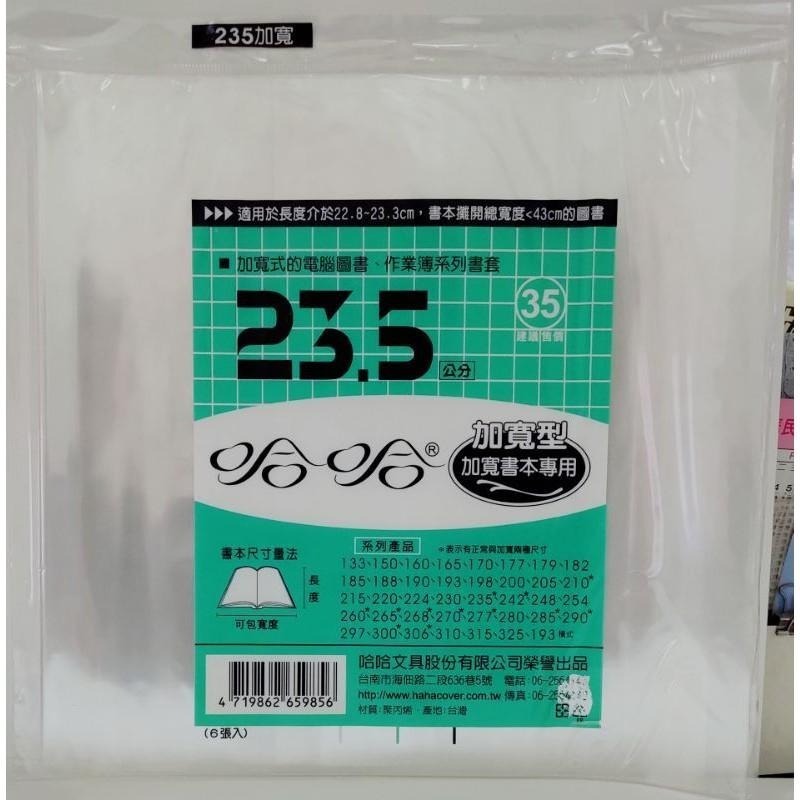 235加寬
▶▶▶適用於長度介於22.8~23.3cm，書本攤開總寬度<43cm的圖書
■ 加寬式的電腦圖書、作業簿系列書套
23.5公分
35
建議售價
哈哈®
加寬型
加寬書本專用
系列產品 *表示有正常與加寬兩種尺寸
133、150、160、165、170、177、179、182
185、188、190、193、198、200、205、210*
215、220、224、230、235*242*248、254
260*265*268*270*277*280、285*290*
297、300*306*310、315、325、193橫式
書本尺寸量法
長度
可包寬度
哈哈文具股份有限公司榮譽出品
台南市海佃路二段636巷5號 電話:06-25
http://www.hahacover.com.tw 傳真:06-25
材質:聚丙烯．產地:台灣
4 719862 659856
(6張入)